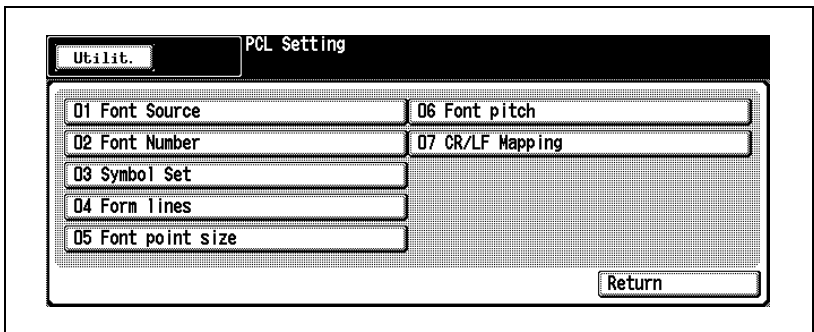 PCL Setting
Utilit.
01 Font Source
02 Font Number
03 Symbol Set
04 Form lines
05 Font point size
06 Font pitch
07 CR/LF Mapping
Return